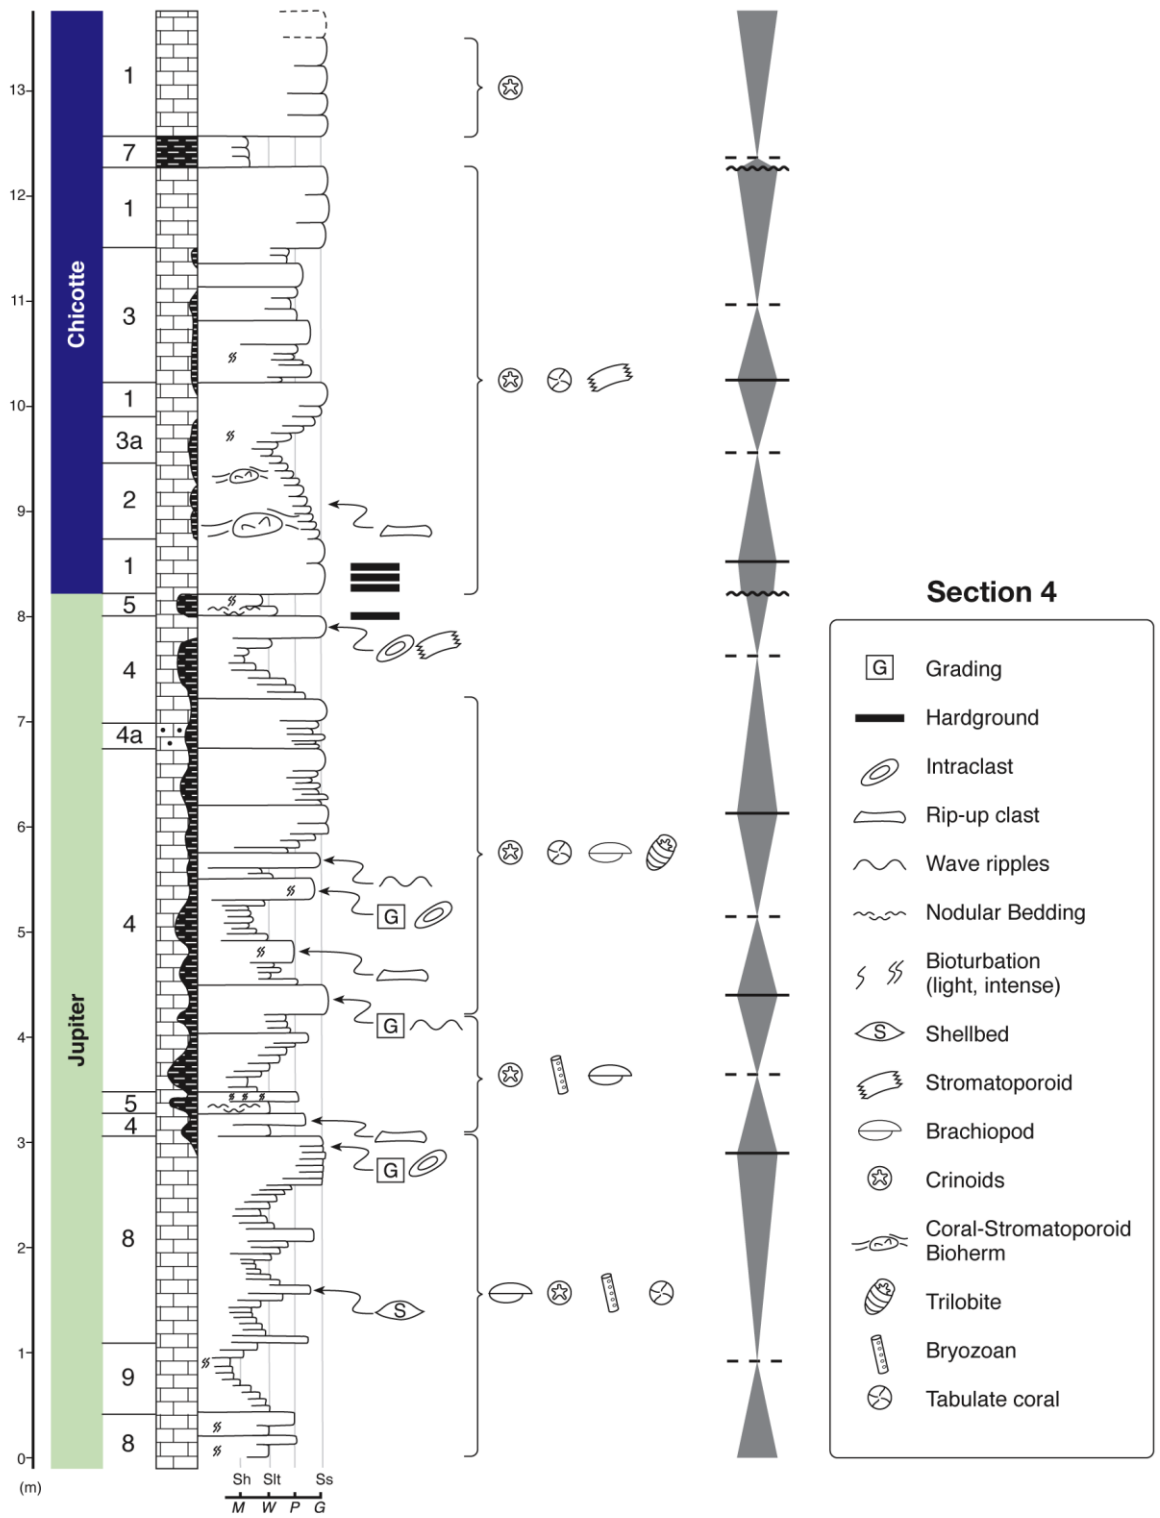 13
12
11
10
9
8
7
6
5
4
3
2
1
0
(m)
Chicotte
Jupiter
1
7
1
3
1
3a
2
1
5
4
4a
4
5
4
8
9
8
G
G
G
S
Sh Slt Ss
M W P G
Section 4
G Grading
Hardground
Intraclast
Rip-up clast
Wave ripples
Nodular Bedding
Bioturbation
(light, intense)
S Shellbed
Stromatoporoid
Brachiopod
Crinoids
Coral-Stromatoporoid
Bioherm
Trilobite
Bryozoan
Tabulate coral